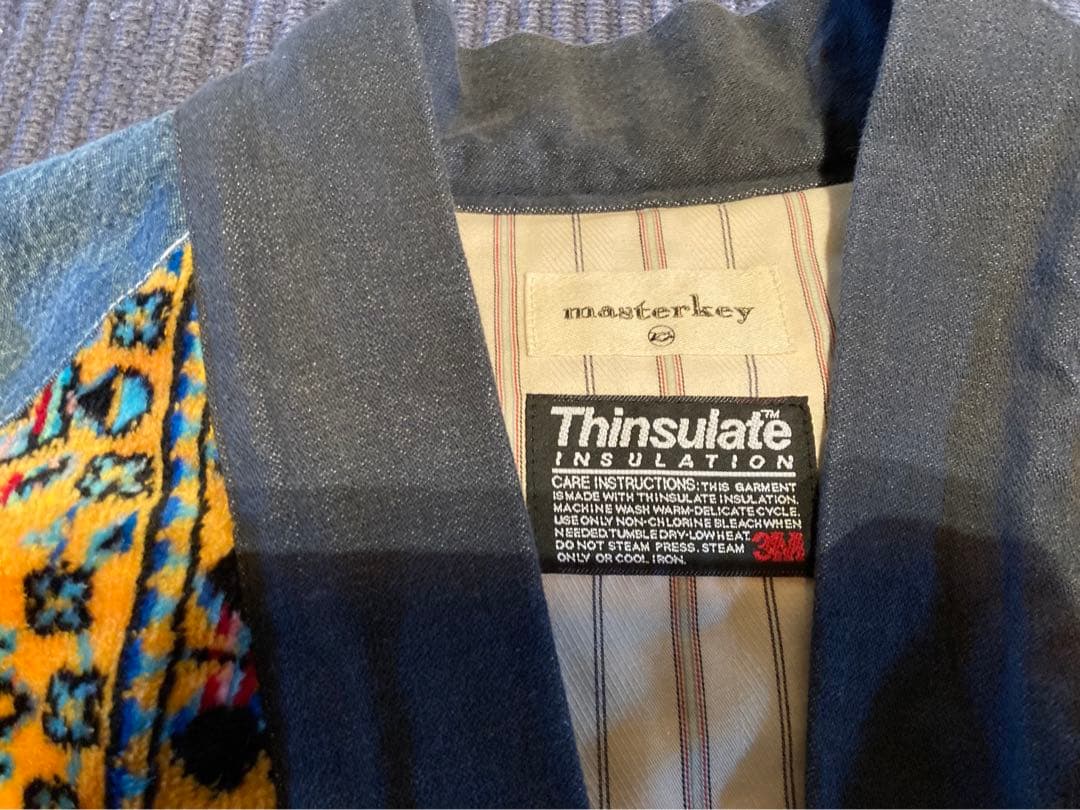 masterkey
Thinsulate™
INSULATION
CARE INSTRUCTIONS: THIS GARMENT
IS MADE WITH THINSULATE INSULATION.
MACHINE WASH WARM-DELICATE CYCLE.
USE ONLY NON-CHLORINE BLEACH WHEN
NEEDED.TUMBLE DRY-LOW HEAT.
DO NOT STEAM PRESS. STEAM
ONLY OR COOL IRON.
3M